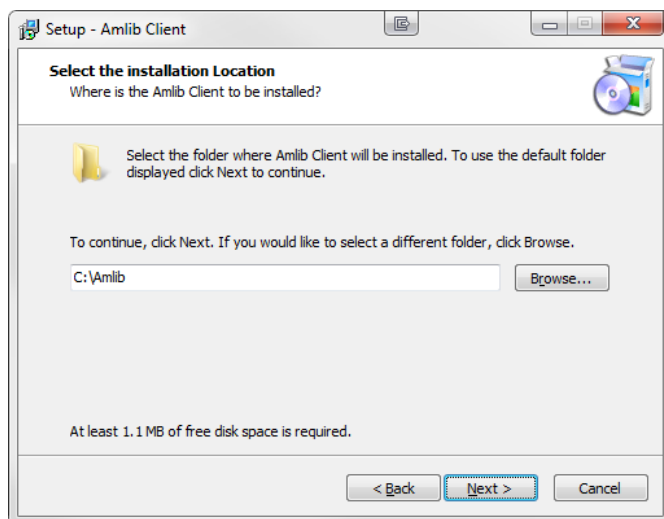 Setup - Amlib Client
Select the installation Location
Where is the Amlib Client to be installed?
Select the folder where Amlib Client will be installed. To use the default folder
displayed click Next to continue.
To continue, click Next. If you would like to select a different folder, click Browse.
C:\Amlib
Browse...
At least 1.1 MB of free disk space is required.
< Back
Next >
Cancel